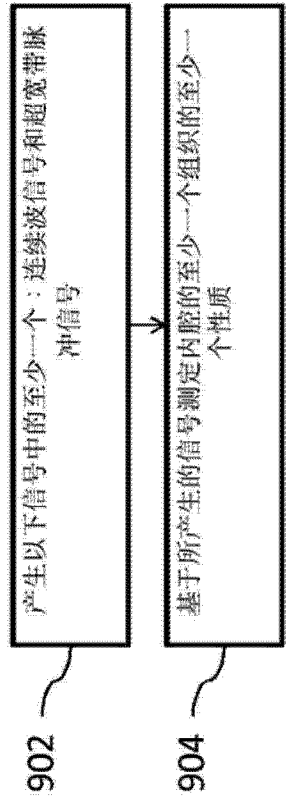 产生以下信号中的至少一个：连续波信号和超宽带脉
冲信号
902
基于所产生的信号测定内腔的至少一个组织的至少一
个性质
904